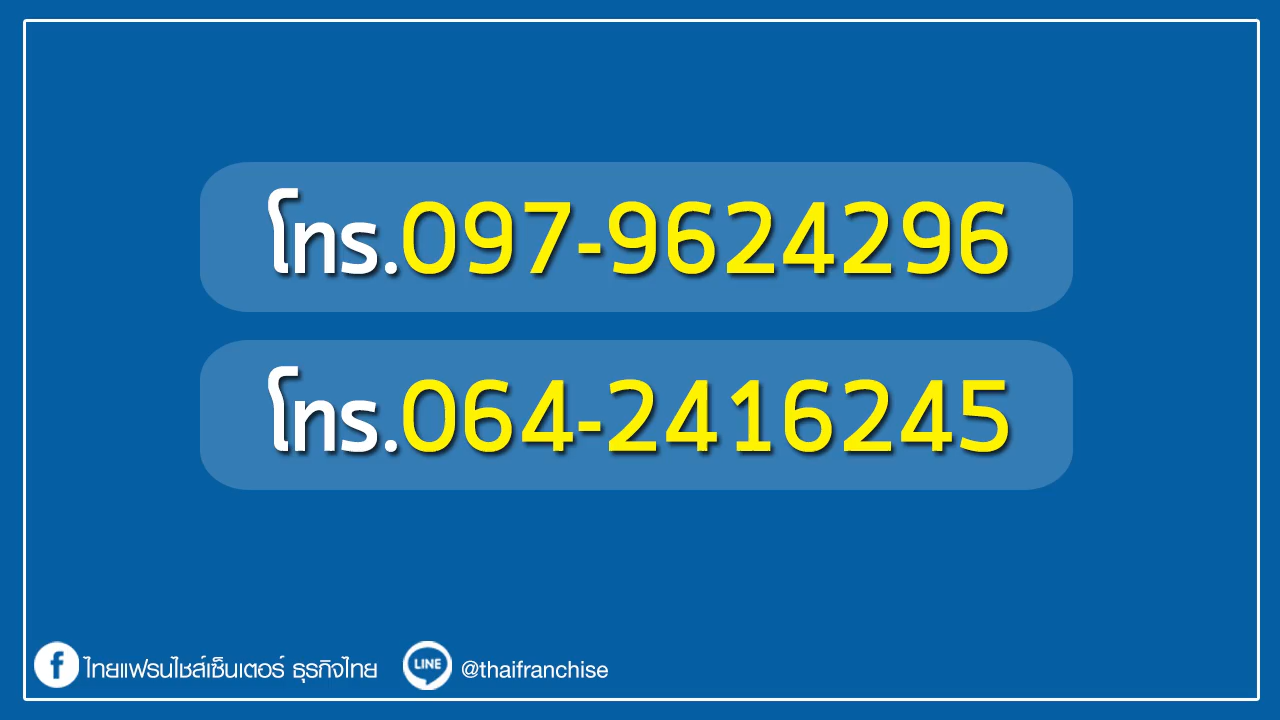 โทร.097-9624296
โทร.064-2416245
ไทยแฟรนไชส์เซ็นเตอร์ ธุรกิจไทย LINE @thaifranchise